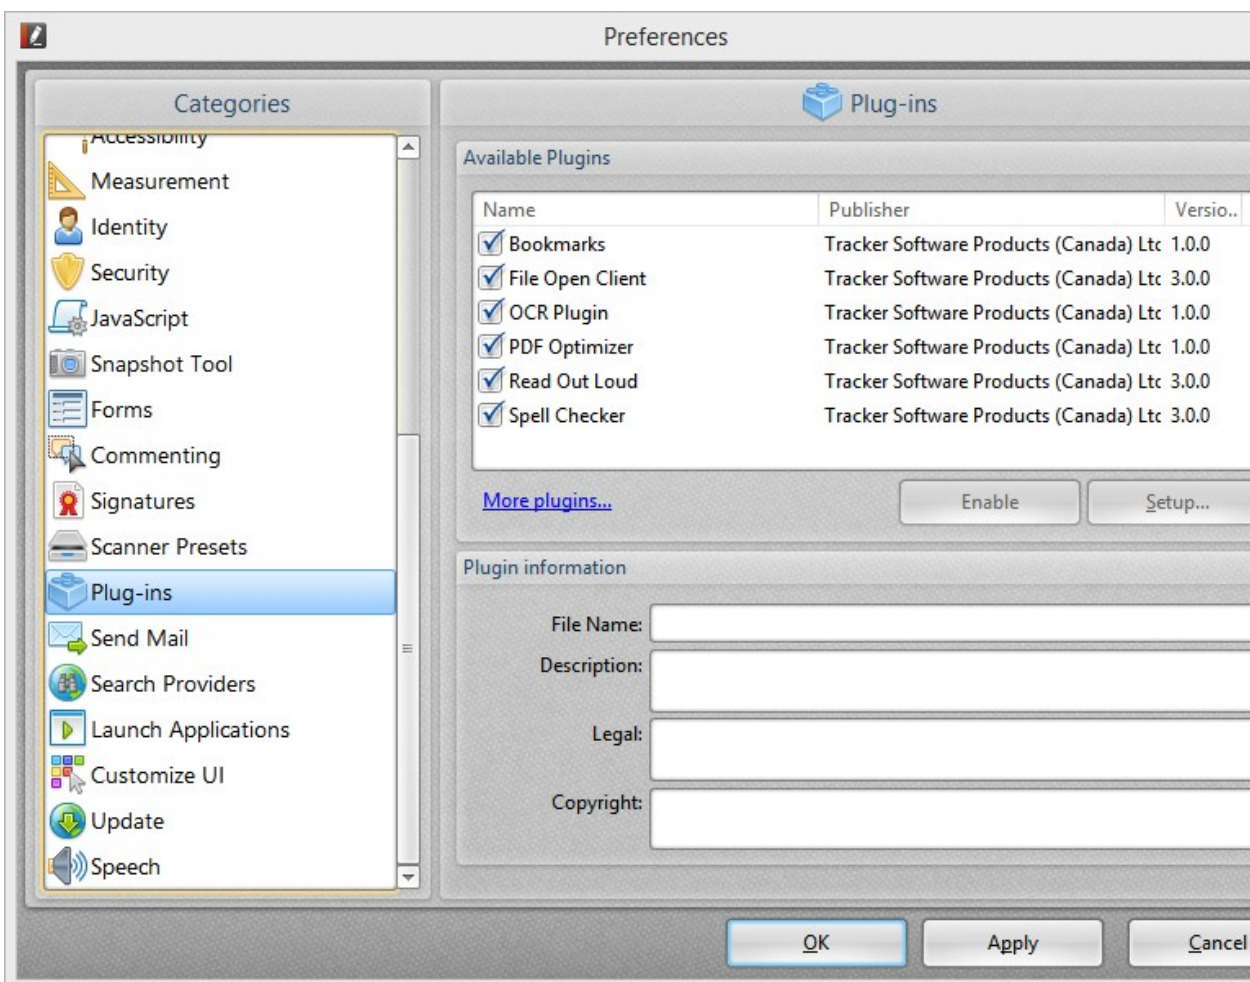 Preferences
Categories
Accessibility
Measurement
Identity
Security
JavaScript
Snapshot Tool
Forms
Commenting
Signatures
Scanner Presets
Plug-ins
Send Mail
Search Providers
Launch Applications
Customize UI
Update
Speech
Plug-ins
Available Plugins
Name Publisher Versio..
Bookmarks Tracker Software Products (Canada) Ltc 1.0.0
File Open Client Tracker Software Products (Canada) Ltc 3.0.0
OCR Plugin Tracker Software Products (Canada) Ltc 1.0.0
PDF Optimizer Tracker Software Products (Canada) Ltc 1.0.0
Read Out Loud Tracker Software Products (Canada) Ltc 3.0.0
Spell Checker Tracker Software Products (Canada) Ltc 3.0.0
More plugins... Enable Setup...
Plugin information
File Name:
Description:
Legal:
Copyright:
OK Apply Cancel